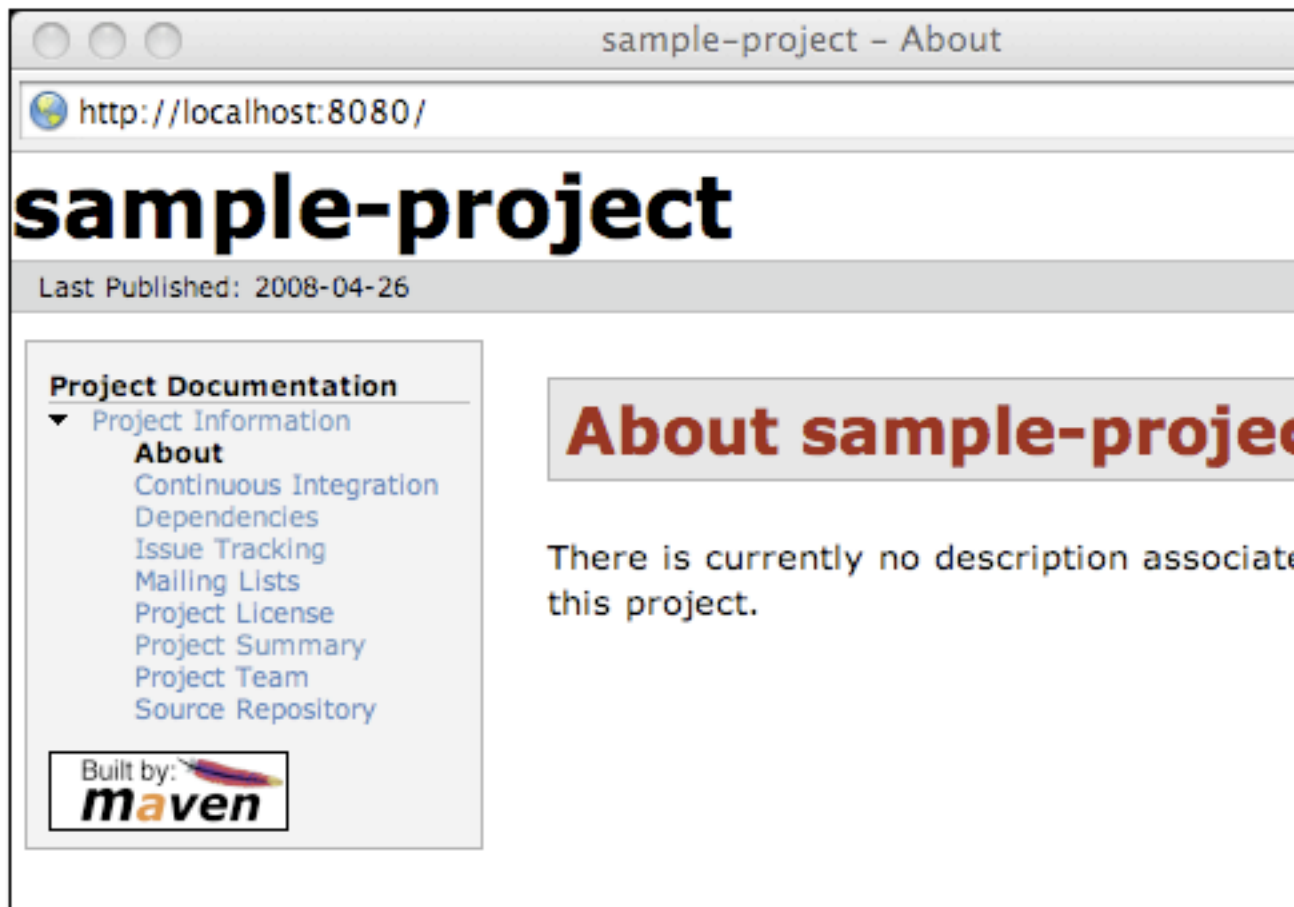 sample-project – About
http://localhost:8080/
sample-project
Last Published: 2008-04-26
Project Documentation
Project Information
About
Continuous Integration
Dependencies
Issue Tracking
Mailing Lists
Project License
Project Summary
Project Team
Source Repository
Built by:
maven
About sample-projec
There is currently no description associate
this project.